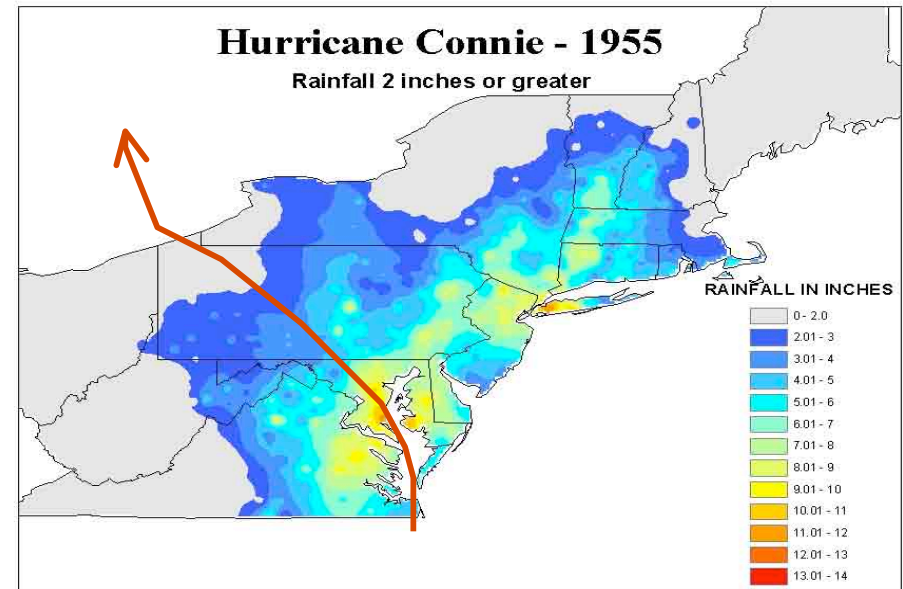 Hurricane Connie - 1955
Rainfall 2 inches or greater
RAINFALL IN INCHES
0 - 2.0
2.01 - 3
3.01 - 4
4.01 - 5
5.01 - 6
6.01 - 7
7.01 - 8
8.01 - 9
9.01 - 10
10.01 - 11
11.01 - 12
12.01 - 13
13.01 - 14